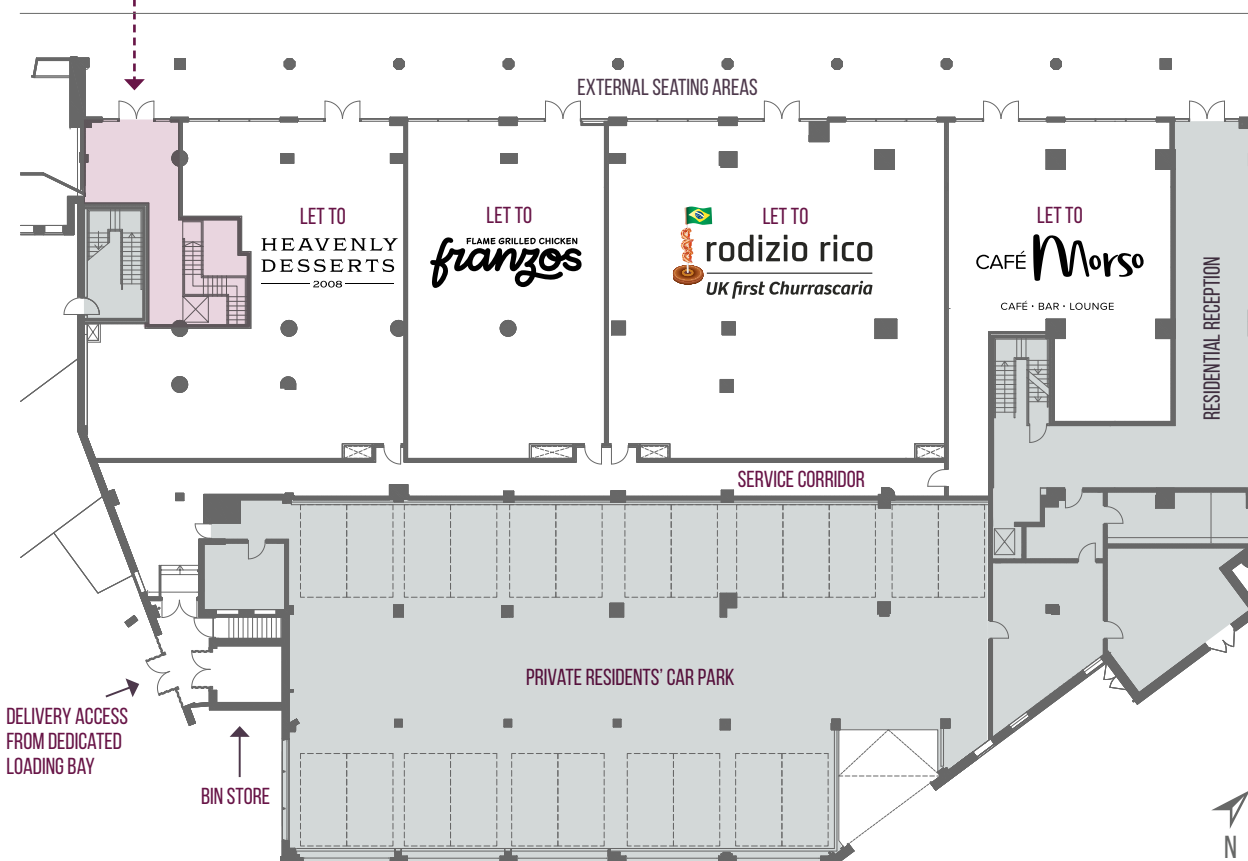 EXTERNAL SEATING AREAS
LET TO
HEAVENLY
DESSERTS
2008
LET TO
FLAME GRILLED CHICKEN
franzos
LET TO
rodizio rico
UK first Churrascaria
LET TO
CAFÉ Morso
CAFÉ · BAR · LOUNGE
RESIDENTIAL RECEPTION
SERVICE CORRIDOR
PRIVATE RESIDENTS' CAR PARK
DELIVERY ACCESS
FROM DEDICATED
LOADING BAY
BIN STORE
N